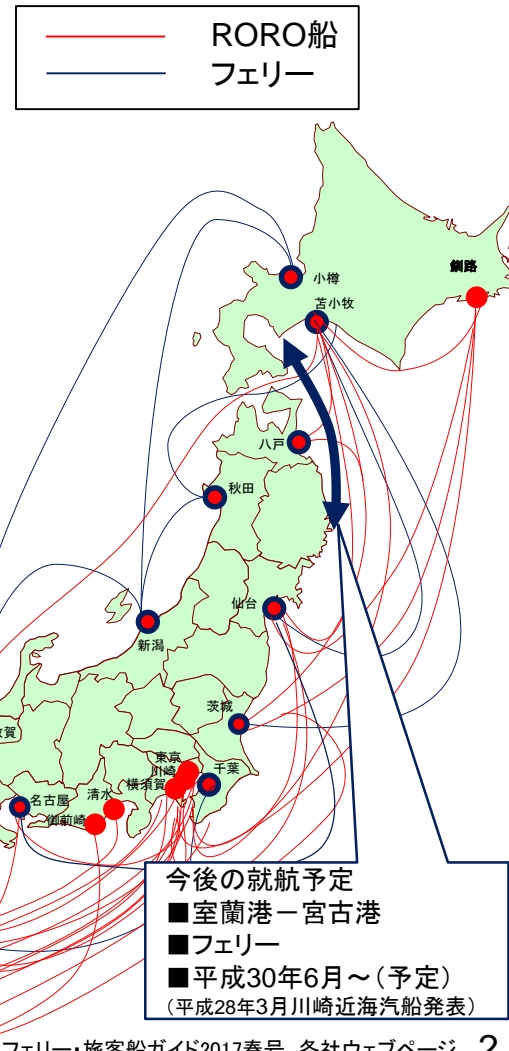 RORO船
フェリー
小樽
釧路
苫小牧
八戸
秋田
仙台
新潟
茨城
賀
東京
川崎
千葉
横須賀
清水
名古屋
御前崎
今後の就航予定
■室蘭港－宮古港
■フェリー
■平成30年6月～(予定)
(平成28年3月川崎近海汽船発表)
フェリー・旅客船ガイド2017春号、各社ウェブページ 2